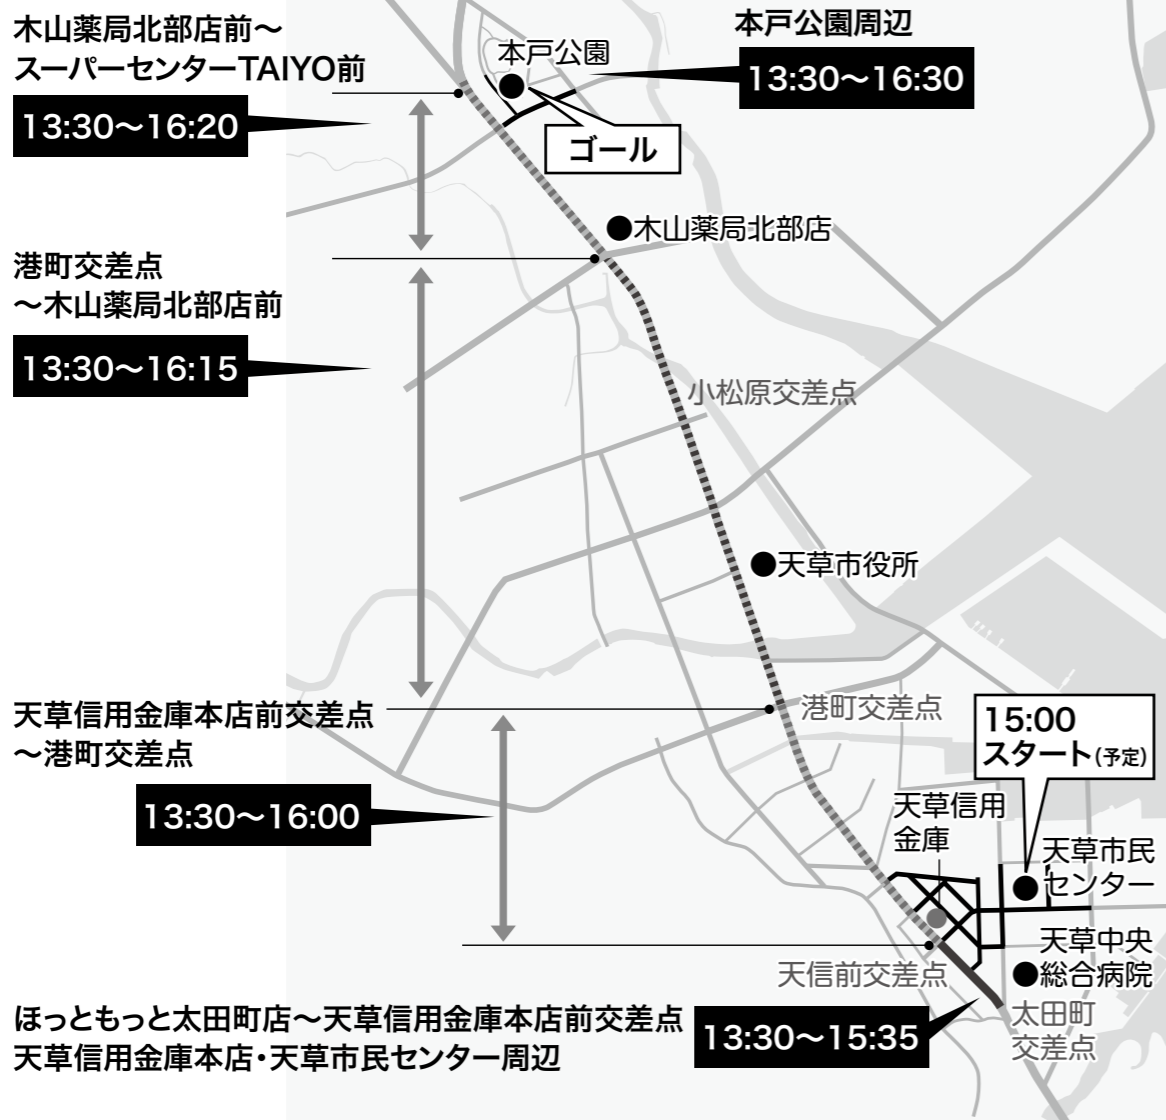 木山薬局北部店前〜
スーパーセンターTAIYO前
13:30〜16:20
本戸公園周辺
13:30〜16:30
本戸公園
ゴール
木山薬局北部店
港町交差点
〜木山薬局北部店前
13:30〜16:15
小松原交差点
天草市役所
天草信用金庫本店前交差点
〜港町交差点
13:30〜16:00
港町交差点
15:00
スタート(予定)
天草信用
金庫
天草市民
センター
天草中央
総合病院
天信前交差点
太田町
交差点
ほっともっと太田町店〜天草信用金庫本店前交差点
天草信用金庫本店・天草市民センター周辺
13:30〜15:35